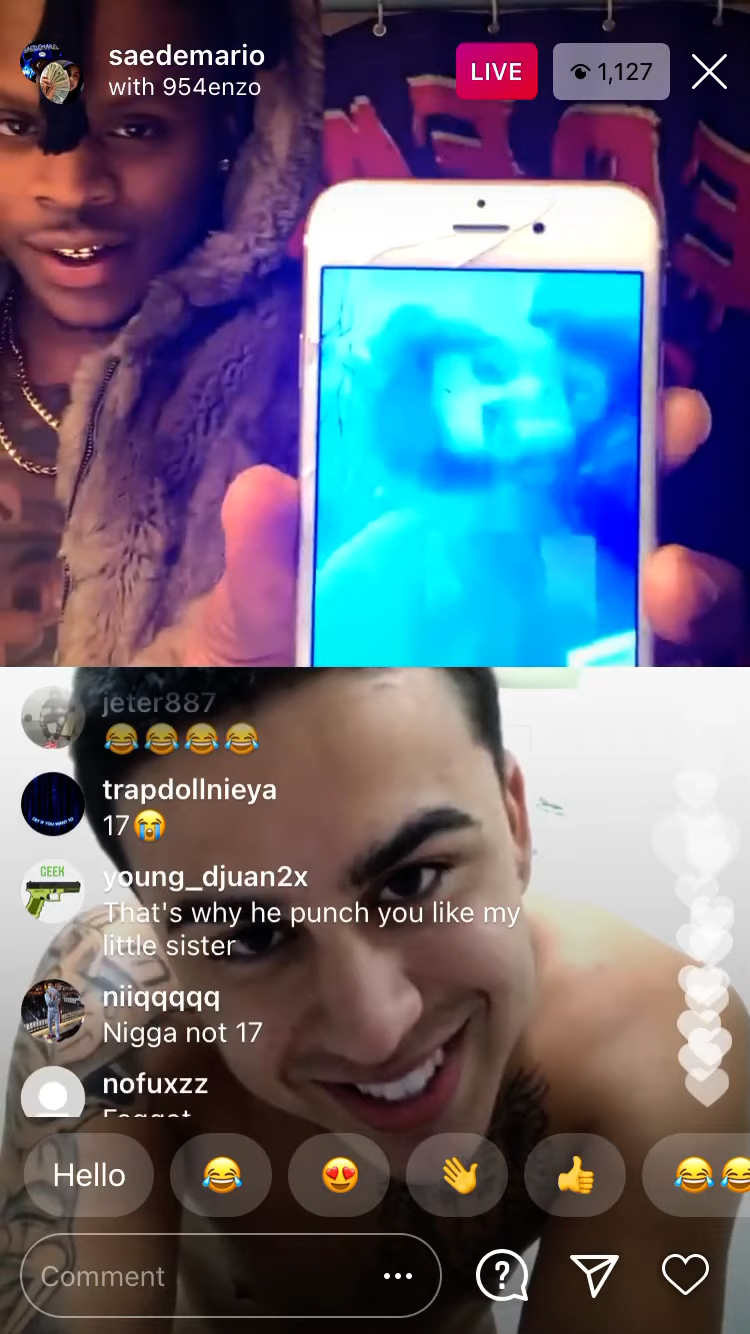 saedemario
with 954enzo
LIVE
1,127
jeter887
😂😂😂😂
trapdollnieya
17😭
GEEK
young_djuan2x
That's why he punch you like my
little sister
niiqqqqq
Nigga not 17
nofuxzz
Hello
😂
😍
👋
👍
😂😂
Comment